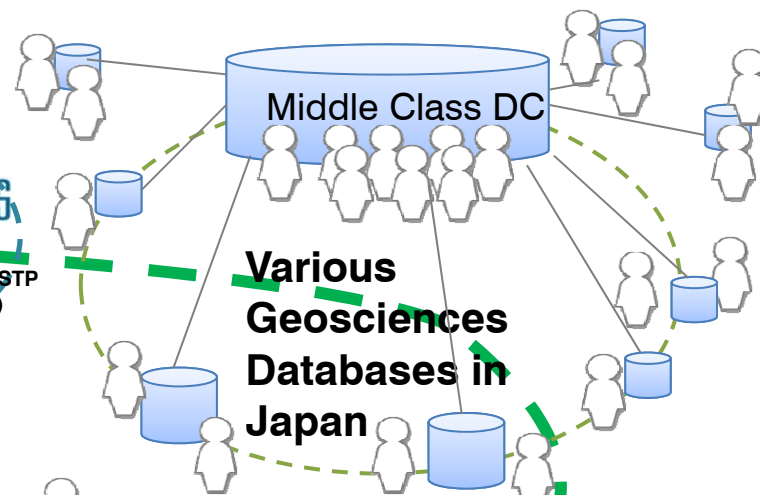 Middle Class DC
STP
Various
Geosciences
Databases in
Japan